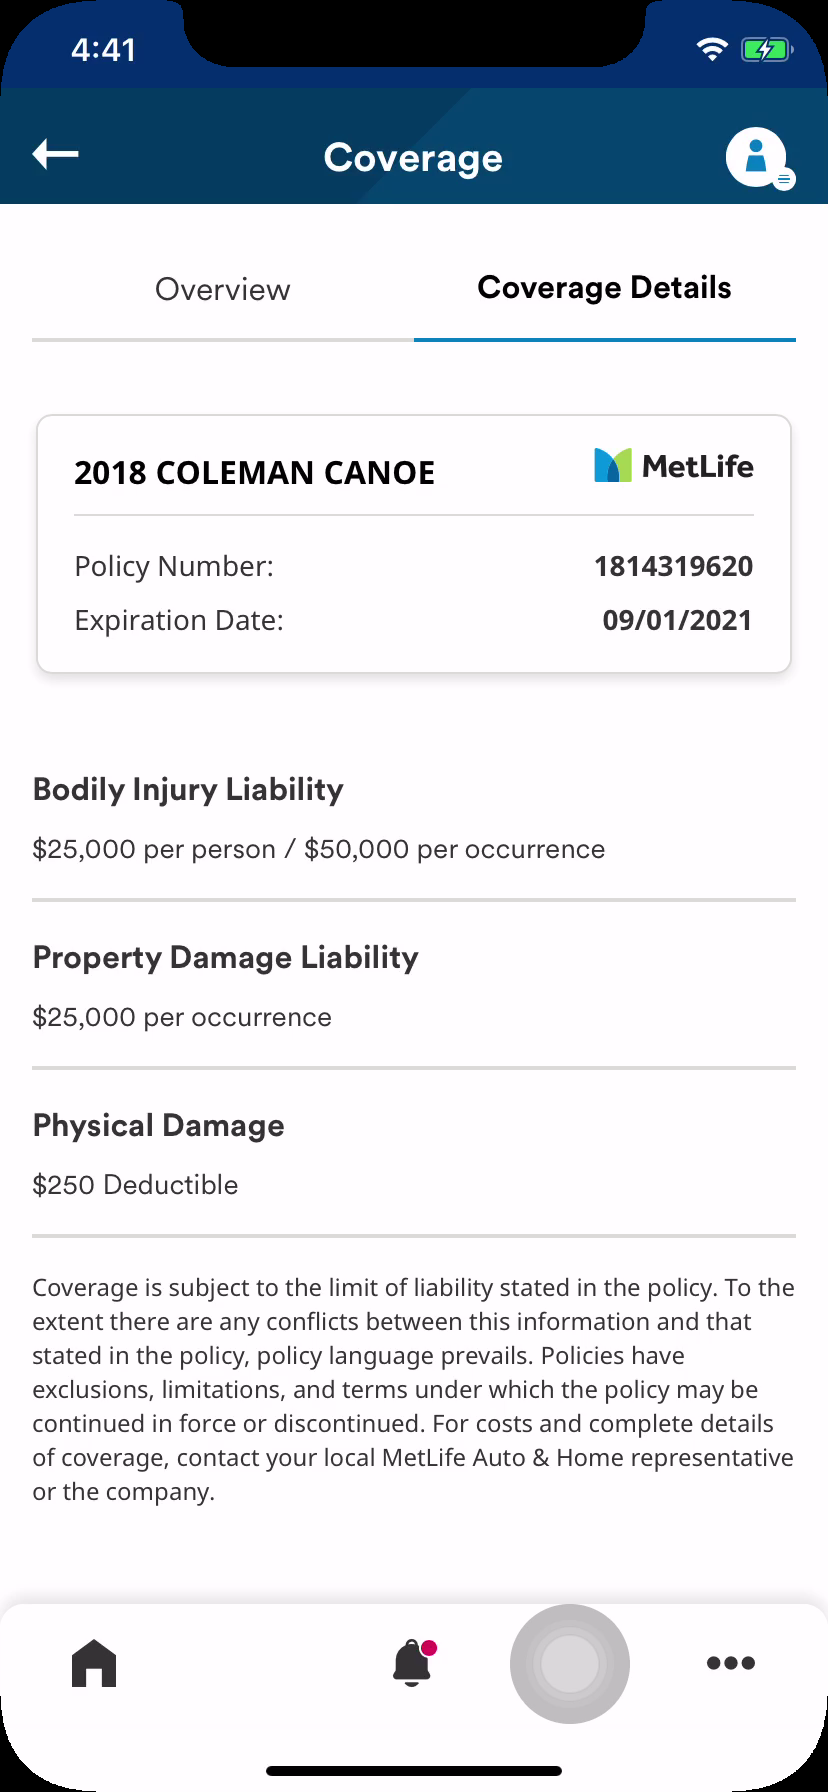 4:41
Coverage
Overview
Coverage Details
2018 COLEMAN CANOE
MetLife
Policy Number:
1814319620
Expiration Date:
09/01/2021
Bodily Injury Liability
$25,000 per person / $50,000 per occurrence
Property Damage Liability
$25,000 per occurrence
Physical Damage
$250 Deductible
Coverage is subject to the limit of liability stated in the policy. To the
extent there are any conflicts between this information and that
stated in the policy, policy language prevails. Policies have
exclusions, limitations, and terms under which the policy may be
continued in force or discontinued. For costs and complete details
of coverage, contact your local MetLife Auto & Home representative
or the company.